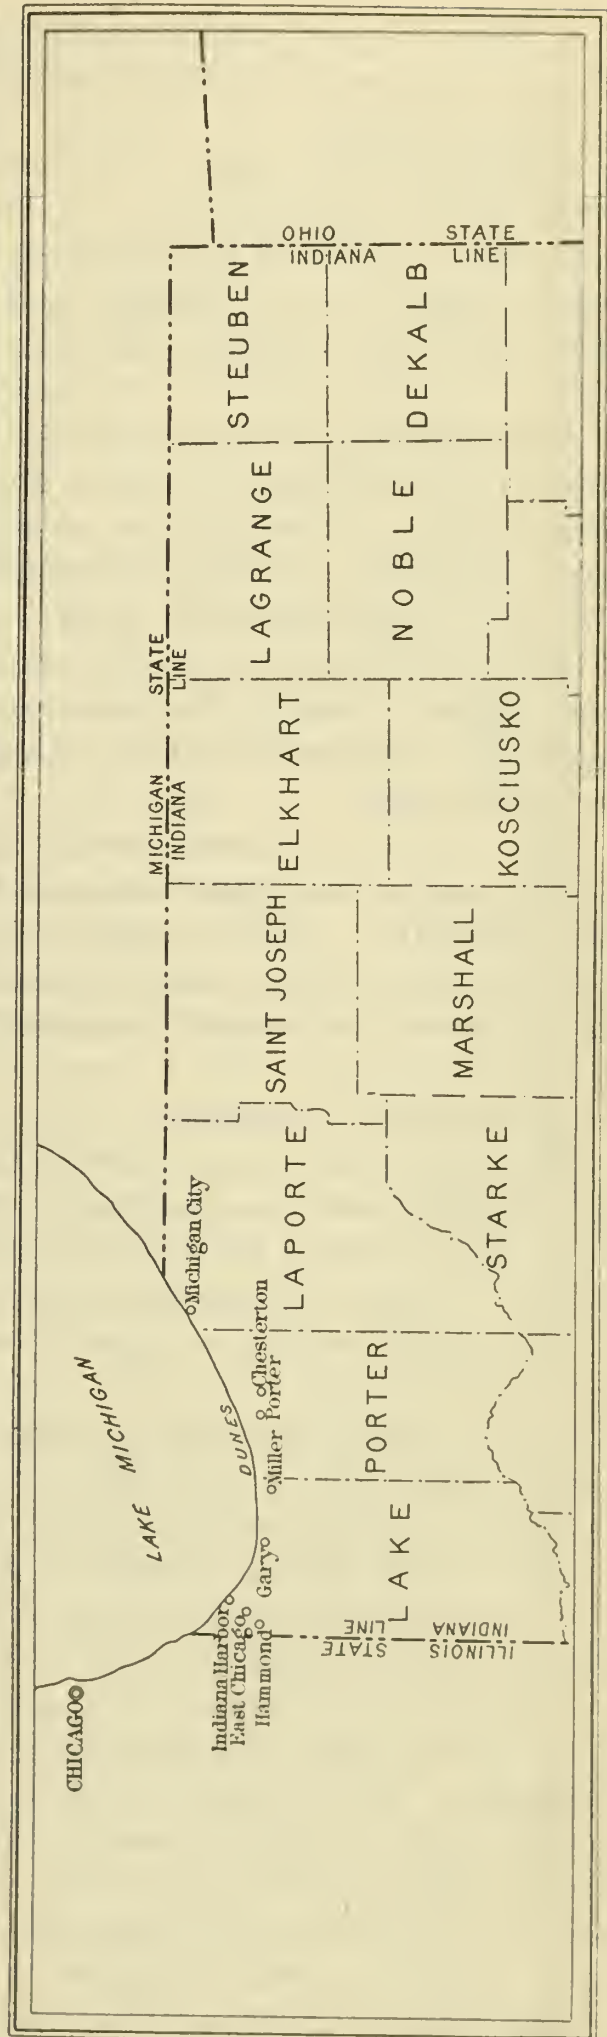 CHICAGO
LAKE MICHIGAN
DUNES
Michigan City
Chesterton
Porter
Miller
Gary
Indiana Harbor
East Chicago
Hammond
MICHIGAN STATE
INDIANA LINE
OHIO STATE
INDIANA LINE
ILLINOIS STATE
INDIANA LINE
LAKE
PORTER
LAPORTE
STARKE
SAINT JOSEPH
MARSHALL
ELKHART
KOSCIUSKO
LAGRANGE
NOBLE
STEUBEN
DEKALB